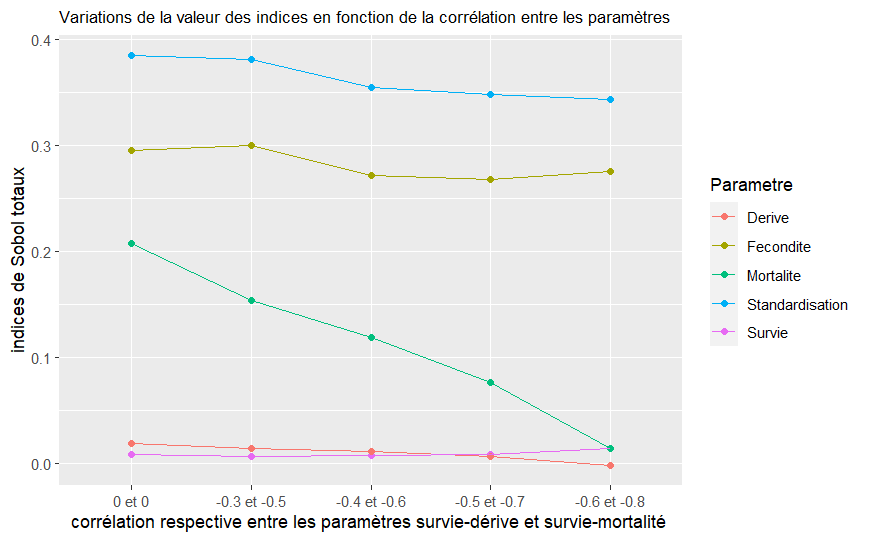 Variations de la valeur des indices en fonction de la corrélation entre les paramètres
indices de Sobol totaux
0.4
0.3
0.2
0.1
0.0
0 et 0
-0.3 et -0.5
-0.4 et -0.6
-0.5 et -0.7
-0.6 et -0.8
corrélation respective entre les paramètres survie-dérive et survie-mortalité
Parametre
Derive
Fecondite
Mortalite
Standardisation
Survie